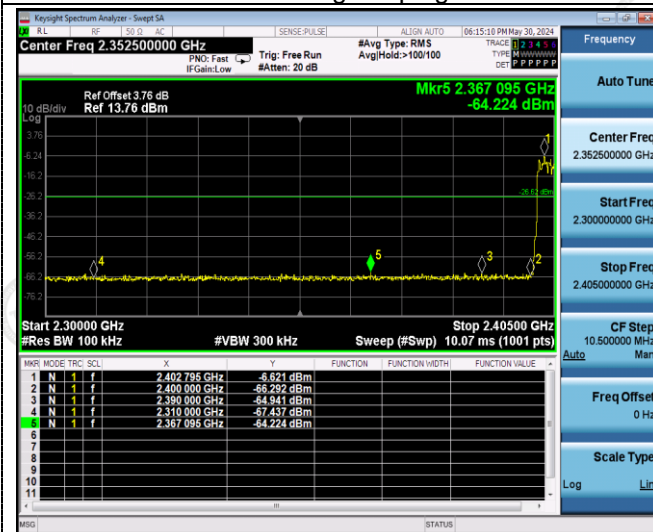 Keysight Spectrum Analyzer - Swept SA
RL RF 50 Ω AC SENSE:PULSE ALIGN AUTO 06:15:10 PM May 30, 2024
Center Freq 2.352500000 GHz
PNO: Fast
IFGain:Low
Trig: Free Run
#Atten: 20 dB
#Avg Type: RMS
Avg|Hold:>100/100
TRACE 1 2 3 4 5 6
TYPE M WWWWW
DET P P P P P P
Frequency
Mkr5 2.367 095 GHz
-64.224 dBm
Ref Offset 3.76 dB
10 dB/div Ref 13.76 dBm
Log
3.76
-6.24
-16.2
-26.2
-36.2
-46.2
-56.2
-66.2
-76.2
-26.62 dBm
1
2
3
4
5
Start 2.30000 GHz Stop 2.40500 GHz
#Res BW 100 kHz #VBW 300 kHz Sweep (#Swp) 10.07 ms (1001 pts)
MKR MODE TRC SCL X Y FUNCTION FUNCTION WIDTH FUNCTION VALUE
1 N 1 f 2.402 795 GHz -6.621 dBm
2 N 1 f 2.400 000 GHz -66.292 dBm
3 N 1 f 2.390 000 GHz -64.941 dBm
4 N 1 f 2.310 000 GHz -67.437 dBm
5 N 1 f 2.367 095 GHz -64.224 dBm
6
7
8
9
10
11
MSG STATUS
Auto Tune
Center Freq
2.352500000 GHz
Start Freq
2.300000000 GHz
Stop Freq
2.405000000 GHz
CF Step
10.500000 MHz
Auto Man
Freq Offset
0 Hz
Scale Type
Log Lin